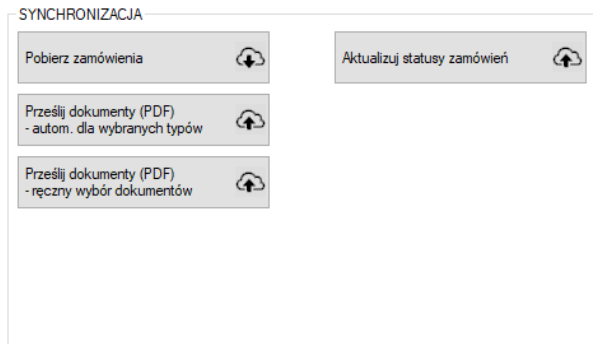 SYNCHRONIZACJA
Pobierz zamówienia
Aktualizuj statusy zamówień
Prześlij dokumenty (PDF)
- autom. dla wybranych typów
Prześlij dokumenty (PDF)
- ręczny wybór dokumentów